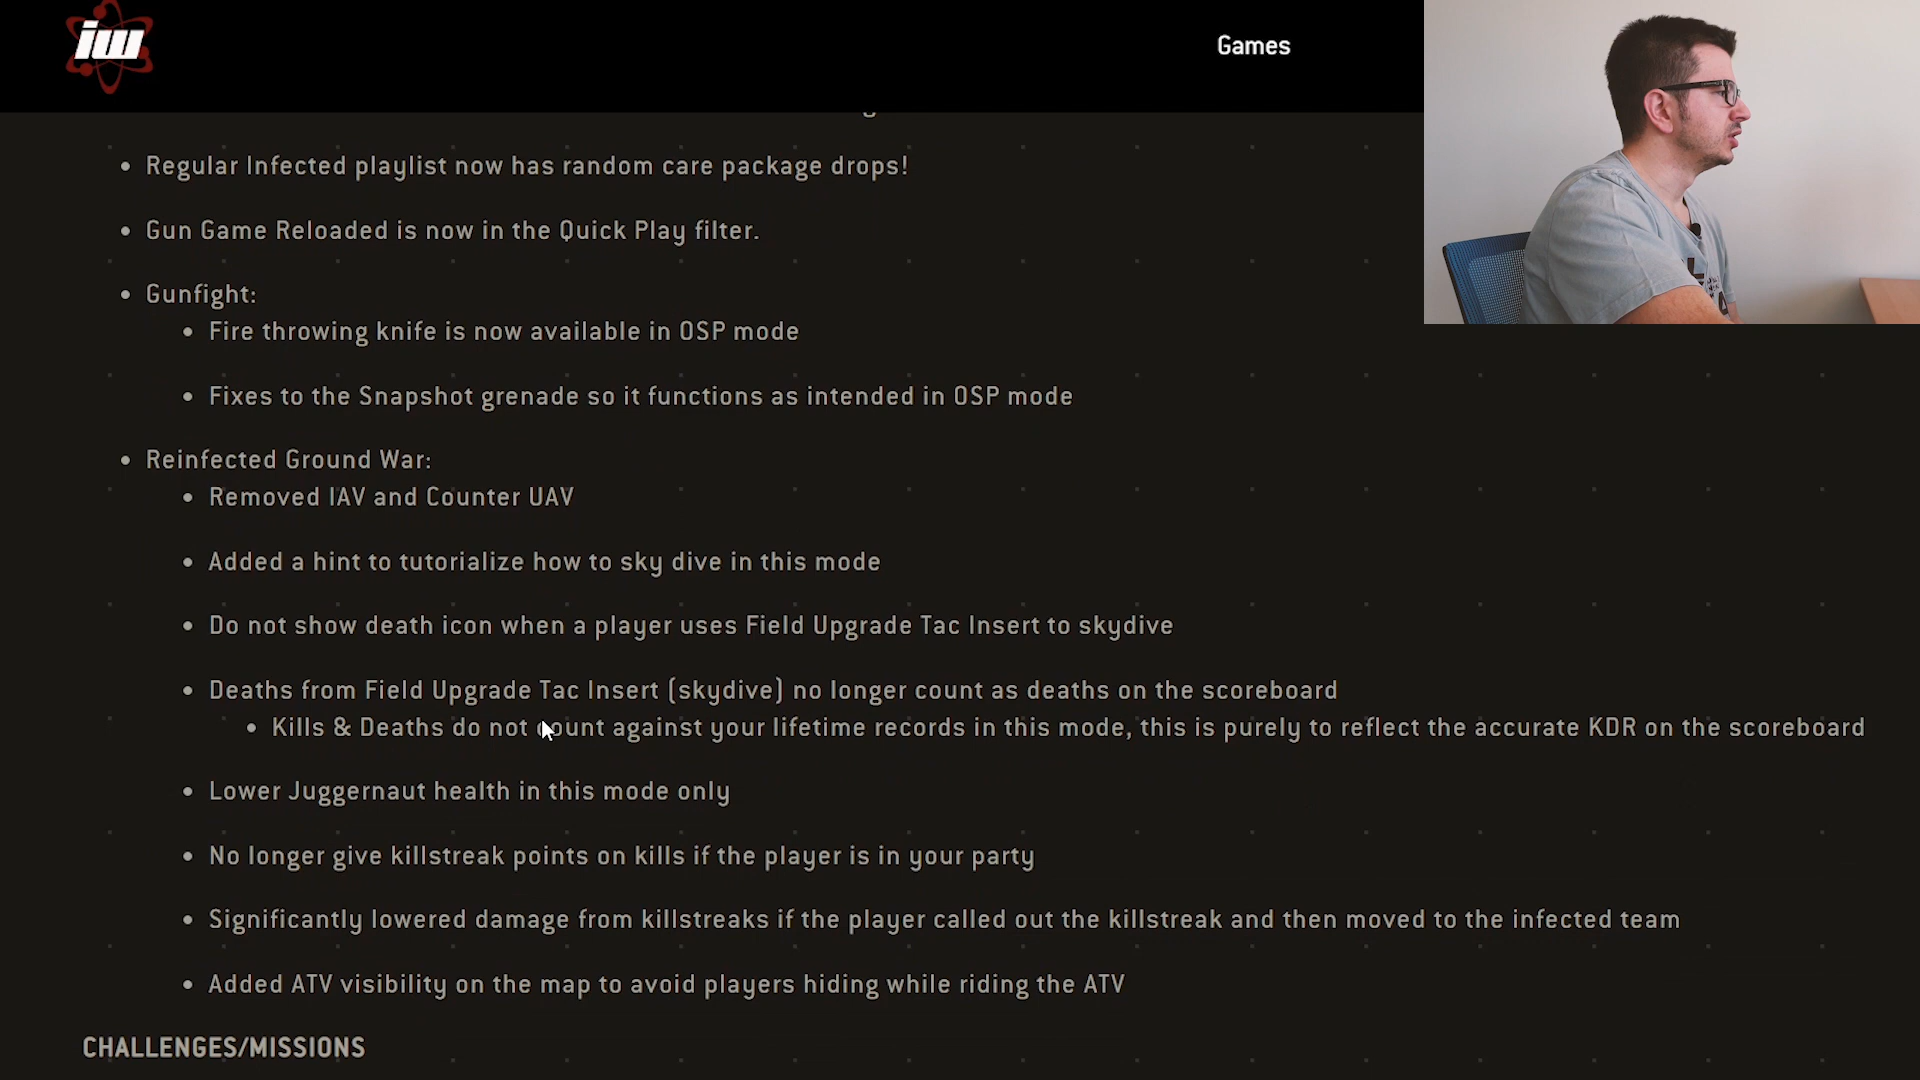 iw
Games
Regular Infected playlist now has random care package drops!
Gun Game Reloaded is now in the Quick Play filter.
Gunfight:
Fire throwing knife is now available in OSP mode
Fixes to the Snapshot grenade so it functions as intended in OSP mode
Reinfected Ground War:
Removed IAV and Counter UAV
Added a hint to tutorialize how to sky dive in this mode
Do not show death icon when a player uses Field Upgrade Tac Insert to skydive
Deaths from Field Upgrade Tac Insert (skydive) no longer count as deaths on the scoreboard
Kills & Deaths do not count against your lifetime records in this mode, this is purely to reflect the accurate KDR on the scoreboard
Lower Juggernaut health in this mode only
No longer give killstreak points on kills if the player is in your party
Significantly lowered damage from killstreaks if the player called out the killstreak and then moved to the infected team
Added ATV visibility on the map to avoid players hiding while riding the ATV
CHALLENGES/MISSIONS